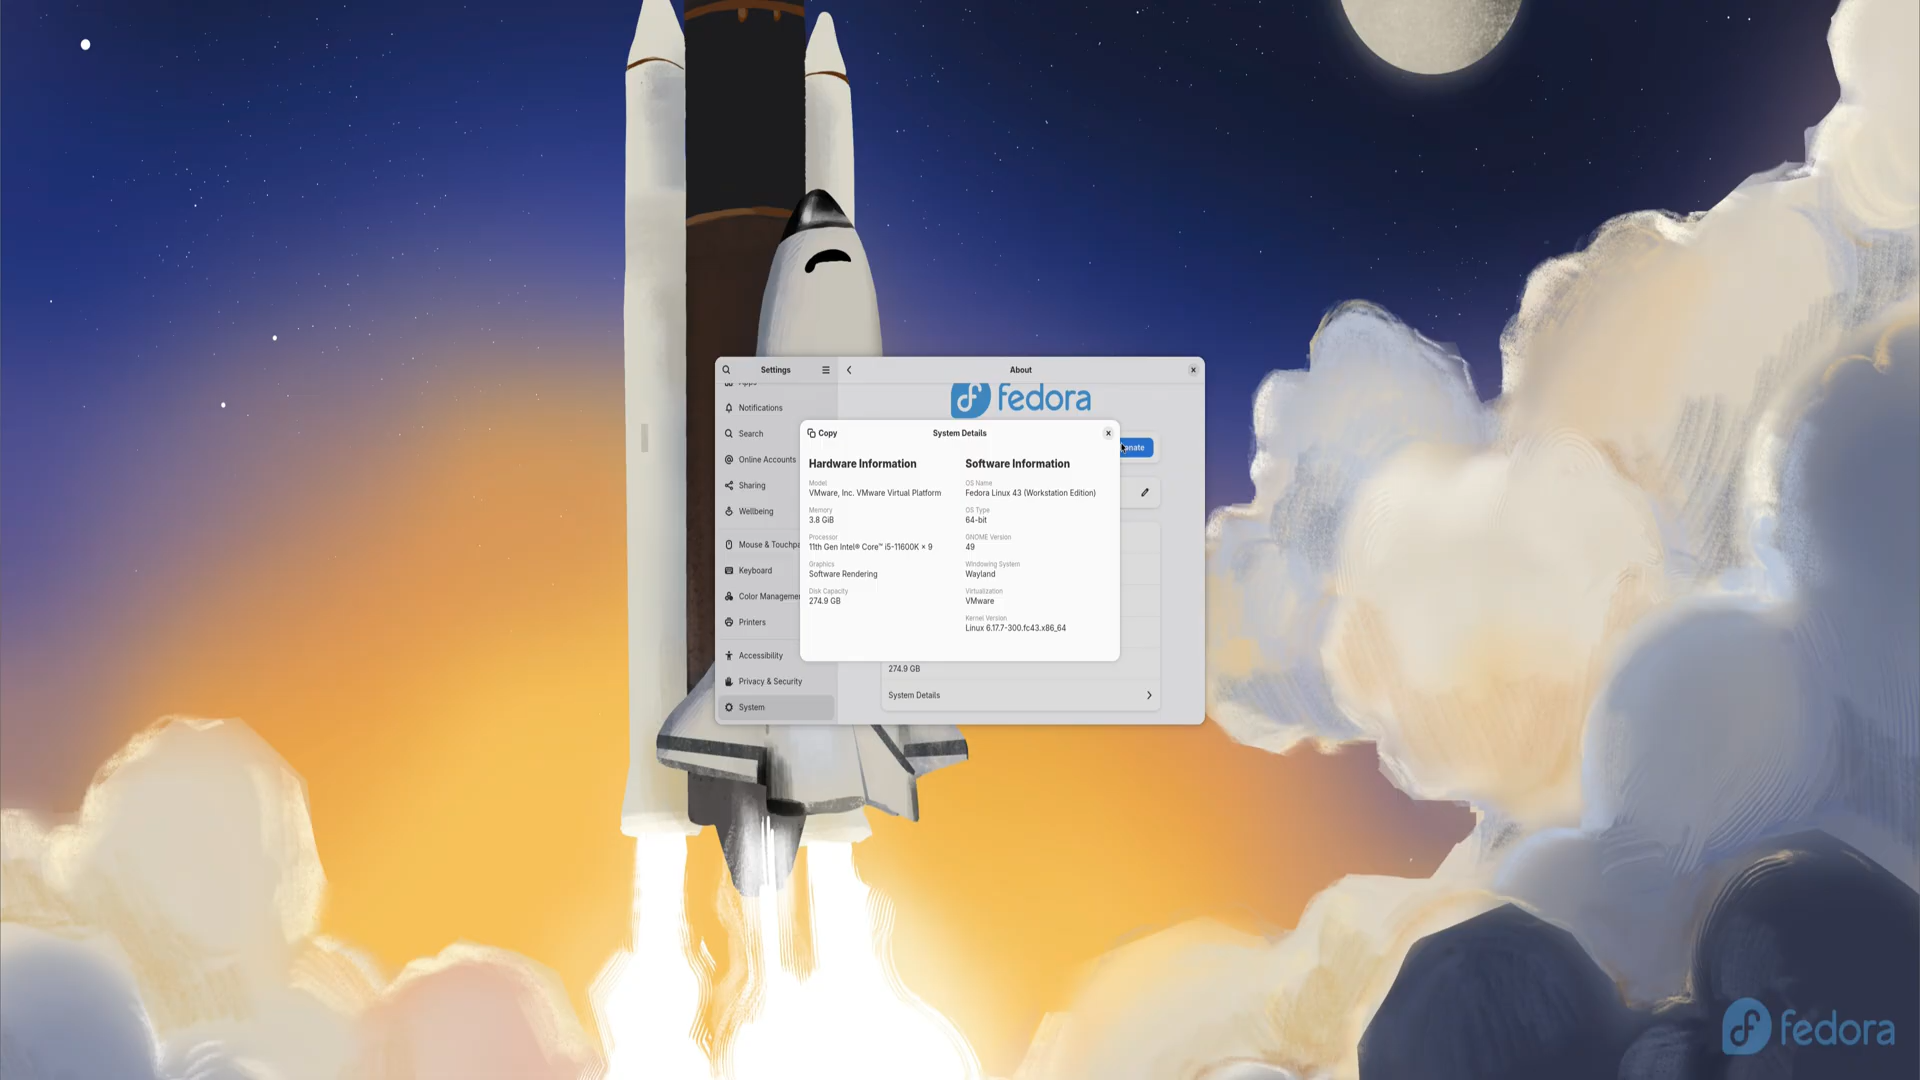 Settings
About
fedora
Notifications
Search
Online Accounts
Sharing
Wellbeing
Mouse & Touchpa
Keyboard
Color Manageme
Printers
Accessibility
Privacy & Security
System
Copy
System Details
onate
Hardware Information
Model
VMware, Inc. VMware Virtual Platform
Memory
3.8 GiB
Processor
11th Gen Intel® Core™ i5-11600K × 9
Graphics
Software Rendering
Disk Capacity
274.9 GB
Software Information
OS Name
Fedora Linux 43 (Workstation Edition)
OS Type
64-bit
GNOME Version
49
Windowing System
Wayland
Virtualization
VMware
Kernel Version
Linux 6.17.7-300.fc43.x86_64
274.9 GB
System Details
fedora